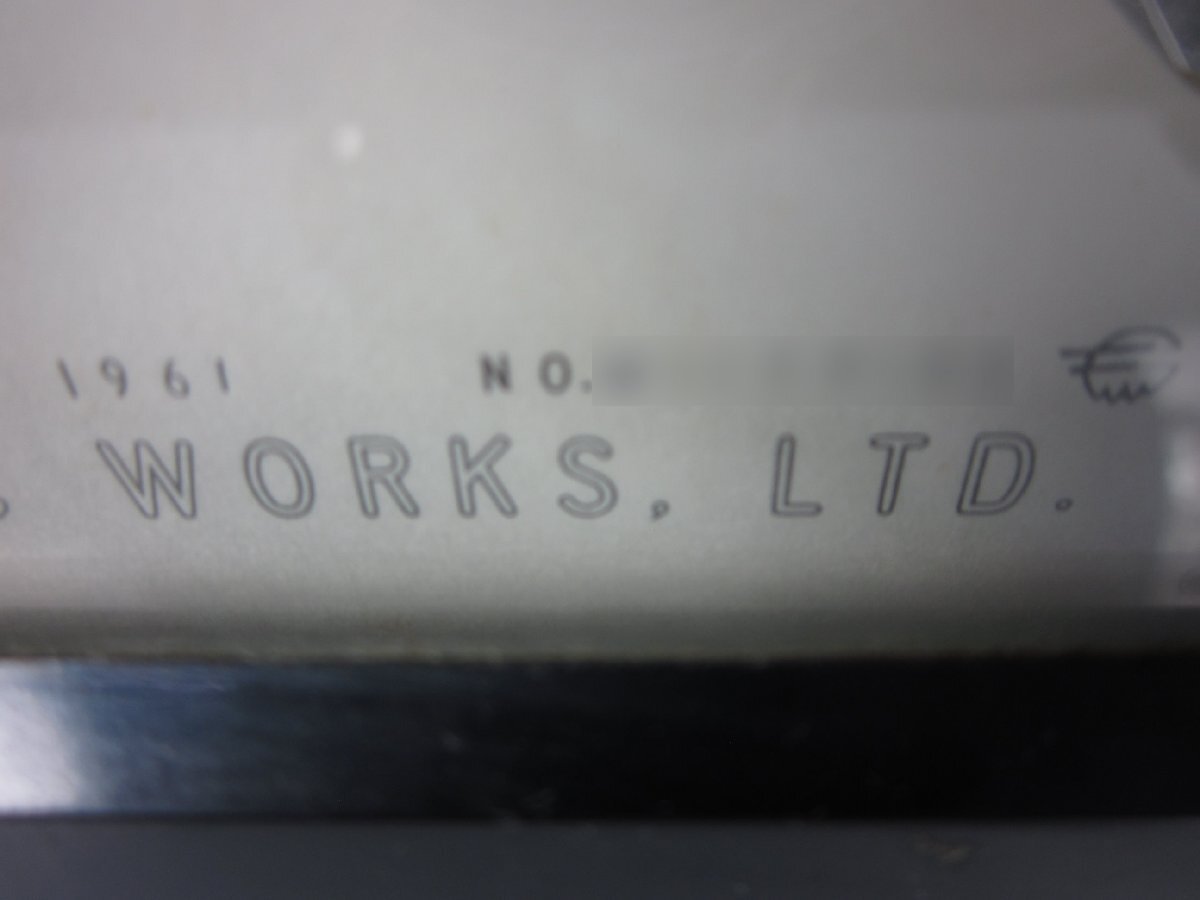 1961 NO.
. WORKS, LTD.